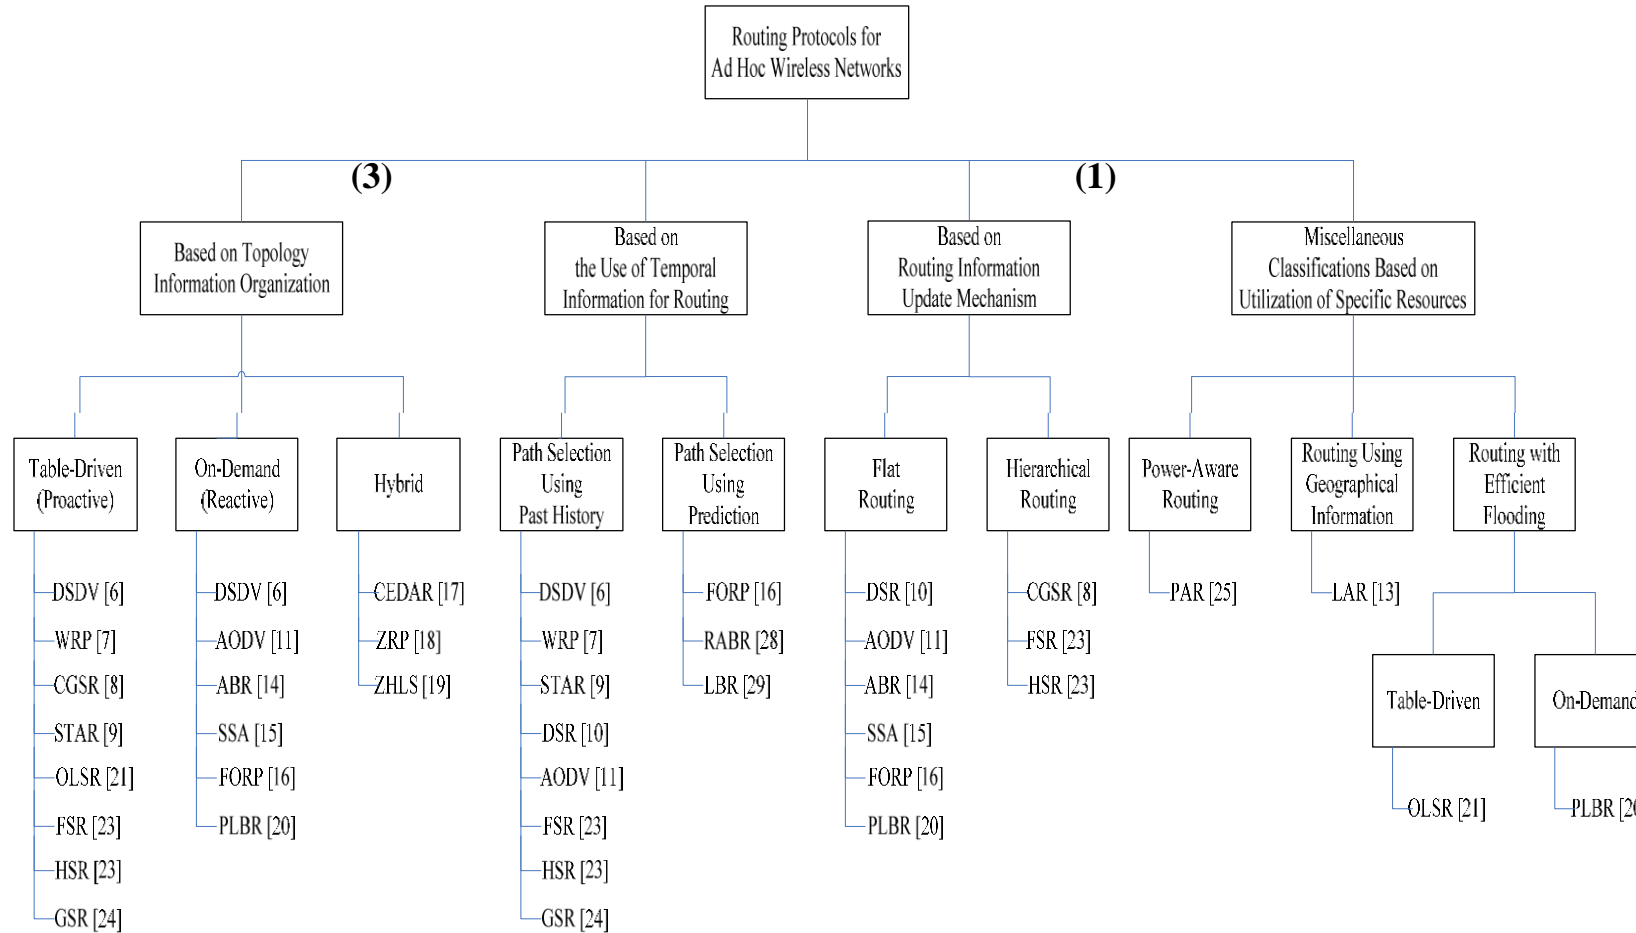 Routing Protocols for
Ad Hoc Wireless Networks
(3)
(1)
Based on Topology
Information Organization
Based on
the Use of Temporal
Information for Routing
Based on
Routing Information
Update Mechanism
Miscellaneous
Classifications Based on
Utilization of Specific Resources
Table-Driven
(Proactive)
On-Demand
(Reactive)
Hybrid
Path Selection
Using
Past History
Path Selection
Using
Prediction
Flat
Routing
Hierarchical
Routing
Power-Aware
Routing
Routing Using
Geographical
Information
Routing with
Efficient
Flooding
DSDV [6]
WRP [7]
CGSR [8]
STAR [9]
OLSR [21]
FSR [23]
HSR [23]
GSR [24]
DSDV [6]
AODV [11]
ABR [14]
SSA [15]
FORP [16]
PLBR [20]
CEDAR [17]
ZRP [18]
ZHLS [19]
DSDV [6]
WRP [7]
STAR [9]
DSR [10]
AODV [11]
FSR [23]
HSR [23]
GSR [24]
FORP [16]
RABR [28]
LBR [29]
DSR [10]
AODV [11]
ABR [14]
SSA [15]
FORP [16]
PLBR [20]
CGSR [8]
FSR [23]
HSR [23]
PAR [25]
LAR [13]
Table-Driven
On-Demand
OLSR [21]
PLBR